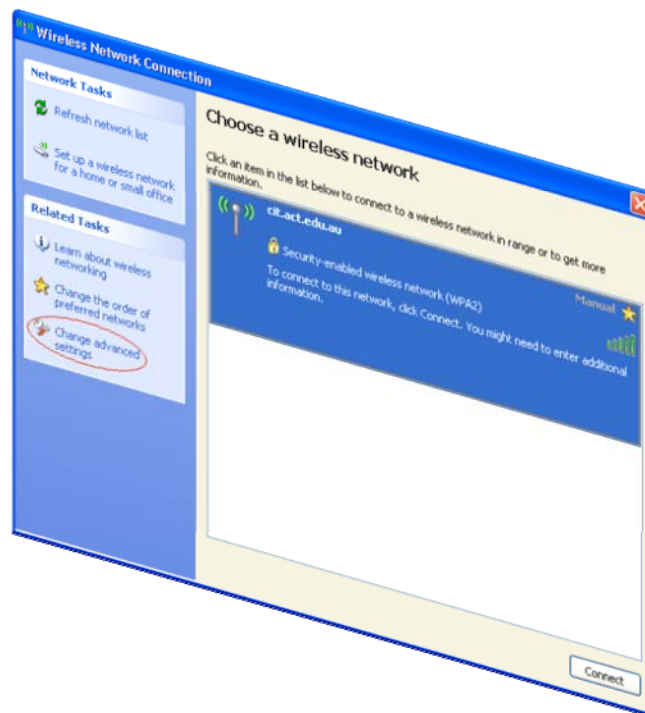 Wireless Network Connection
Network Tasks
Refresh network list
Set up a wireless network
for a home or small office
Related Tasks
Learn about wireless
networking
Change the order of
preferred networks
Change advanced
settings
Choose a wireless network
Click an item in the list below to connect to a wireless network in range or to get more
information.
cit.act.edu.au
Manual
Security-enabled wireless network (WPA2)
To connect to this network, click Connect. You might need to enter additional
information.
Connect